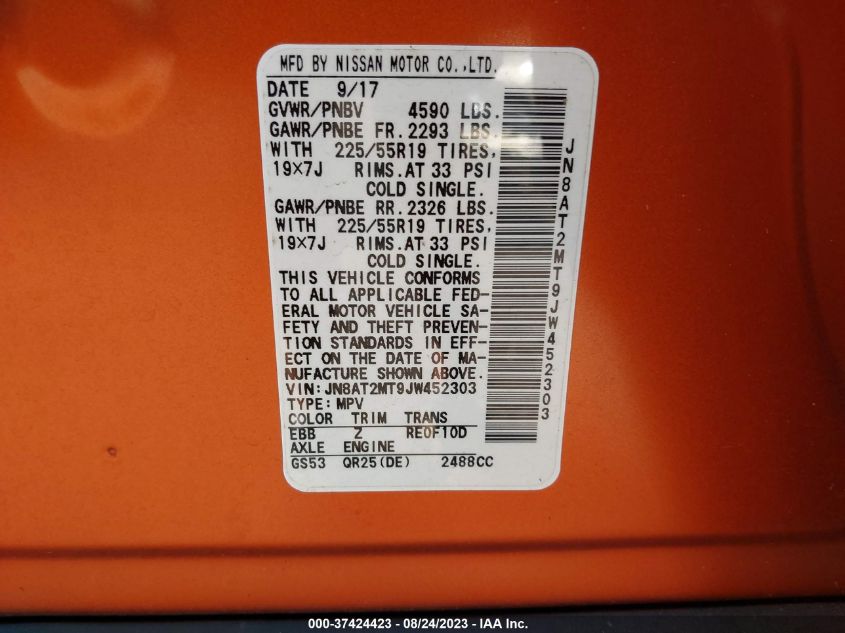 MFD BY NISSAN MOTOR CO.,LTD.
DATE 9/17
GVWR/PNBV 4590 LBS.
GAWR/PNBE FR.2293 LBS.
WITH 225/55R19 TIRES,
19×7J RIMS.AT 33 PSI
COLD SINGLE.
GAWR/PNBE RR.2326 LBS.
WITH 225/55R19 TIRES,
19×7J RIMS.AT 33 PSI
COLD SINGLE.
THIS VEHICLE CONFORMS
TO ALL APPLICABLE FED-
ERAL MOTOR VEHICLE SA-
FETY AND THEFT PREVEN-
TION STANDARDS IN EFF-
ECT ON THE DATE OF MA-
NUFACTURE SHOWN ABOVE.
VIN:JN8AT2MT9JW452303
TYPE:MPV
COLOR TRIM TRANS
EBB Z RE0F10D
AXLE ENGINE
GS53 QR25(DE) 2488CC
JN8AT2MT9JW452303
000-37424423 - 08/24/2023 - IAA Inc.